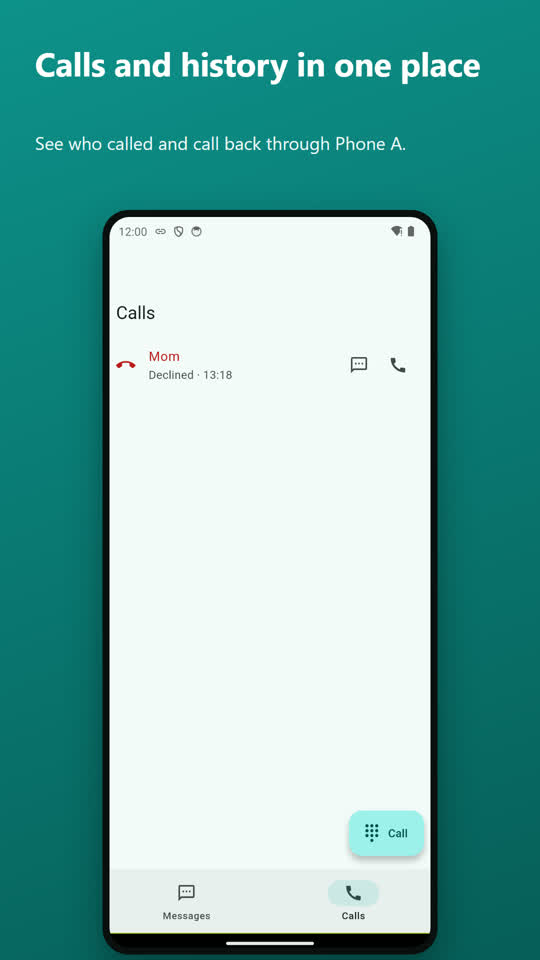 Calls and history in one place
See who called and call back through Phone A.
12:00
Calls
Mom
Declined · 13:18
Call
Messages
Calls